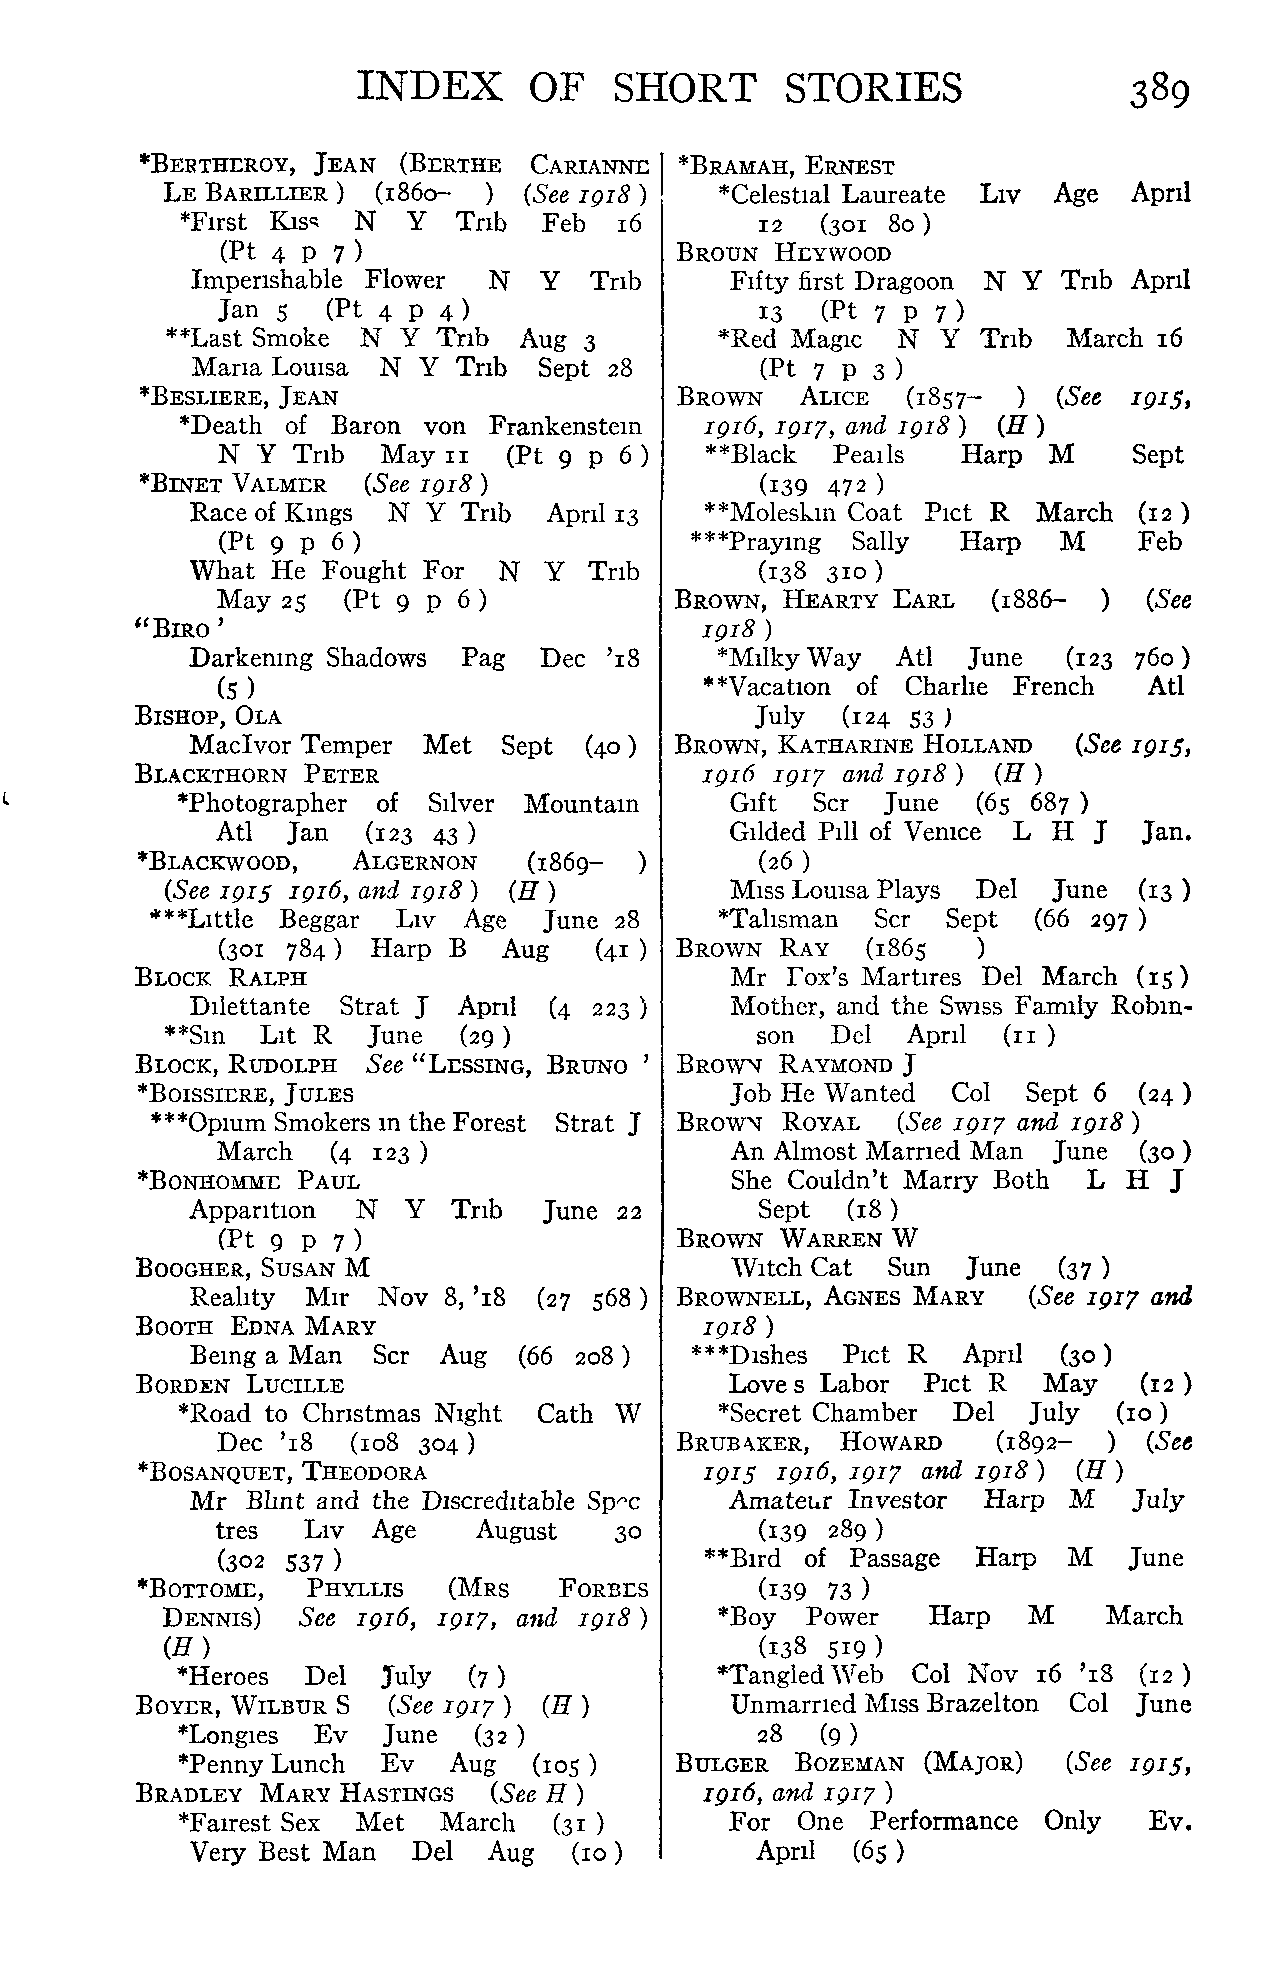 INDEX OF SHORT STORIES 389
*BERTHEROY, JEAN (BERTHE CARIANNE
LE BARILLIER) (1860– ) (See 1918)
*First Kiss N Y Trib Feb 16
(Pt 4 p 7)
Imperishable Flower N Y Trib
Jan 5 (Pt 4 p 4)
**Last Smoke N Y Trib Aug 3
Maria Louisa N Y Trib Sept 28
*BESLIERE, JEAN
*Death of Baron von Frankenstein
N Y Trib May 11 (Pt 9 p 6)
*BINET VALMER (See 1918)
Race of Kings N Y Trib April 13
(Pt 9 p 6)
What He Fought For N Y Trib
May 25 (Pt 9 p 6)
“BIRO ’
Darkening Shadows Pag Dec ’18
(5)
BISHOP, OLA
MacIvor Temper Met Sept (40)
BLACKTHORN PETER
*Photographer of Silver Mountain
Atl Jan (123 43)
*BLACKWOOD, ALGERNON (1869– )
(See 1915 1916, and 1918) (H)
***Little Beggar Liv Age June 28
(301 784) Harp B Aug (41)
BLOCK RALPH
Dilettante Strat J April (4 223)
**Sin Lit R June (29)
BLOCK, RUDOLPH See “LESSING, BRUNO ’
*BOISSIERE, JULES
***Opium Smokers in the Forest Strat J
March (4 123)
*BONHOMME PAUL
Apparition N Y Trib June 22
(Pt 9 p 7)
BOOGHER, SUSAN M
Reality Mir Nov 8, ’18 (27 568)
BOOTH EDNA MARY
Being a Man Scr Aug (66 208)
BORDEN LUCILLE
*Road to Christmas Night Cath W
Dec ’18 (108 304)
*BOSANQUET, THEODORA
Mr Blint and the Discreditable Spec
tres Liv Age August 30
(302 537)
*BOTTOME, PHYLLIS (MRS FORBES
DENNIS) See 1916, 1917, and 1918)
(H)
*Heroes Del July (7)
BOYER, WILBUR S (See 1917) (H)
*Longies Ev June (32)
*Penny Lunch Ev Aug (105)
BRADLEY MARY HASTINGS (See H)
*Fairest Sex Met March (31)
Very Best Man Del Aug (10)
*BRAMAH, ERNEST
*Celestial Laureate Liv Age April
12 (301 80)
BROUN HEYWOOD
Fifty first Dragoon N Y Trib April
13 (Pt 7 p 7)
*Red Magic N Y Trib March 16
(Pt 7 p 3)
BROWN ALICE (1857– ) (See 1915,
1916, 1917, and 1918) (H)
**Black Pearls Harp M Sept
(139 472)
**Moleskin Coat Pict R March (12)
***Praying Sally Harp M Feb
(138 310)
BROWN, HEARTY EARL (1886– ) (See
1918)
*Milky Way Atl June (123 760)
**Vacation of Charlie French Atl
July (124 53)
BROWN, KATHARINE HOLLAND (See 1915,
1916 1917 and 1918) (H)
Gift Scr June (65 687)
Gilded Pill of Venice L H J Jan.
(26)
Miss Louisa Plays Del June (13)
*Talisman Scr Sept (66 297)
BROWN RAY (1865 )
Mr Fox’s Martires Del March (15)
Mother, and the Swiss Family Robin-
son Del April (11)
BROWN RAYMOND J
Job He Wanted Col Sept 6 (24)
BROWN ROYAL (See 1917 and 1918)
An Almost Married Man June (30)
She Couldn’t Marry Both L H J
Sept (18)
BROWN WARREN W
Witch Cat Sun June (37)
BROWNELL, AGNES MARY (See 1917 and
1918)
***Dishes Pict R April (30)
Love s Labor Pict R May (12)
*Secret Chamber Del July (10)
BRUBAKER, HOWARD (1892– ) (See
1915 1916, 1917 and 1918) (H)
Amateur Investor Harp M July
(139 289)
**Bird of Passage Harp M June
(139 73)
*Boy Power Harp M March
(138 519)
*Tangled Web Col Nov 16 ’18 (12)
Unmarried Miss Brazelton Col June
28 (9)
BULGER BOZEMAN (MAJOR) (See 1915,
1916, and 1917)
For One Performance Only Ev.
April (65)